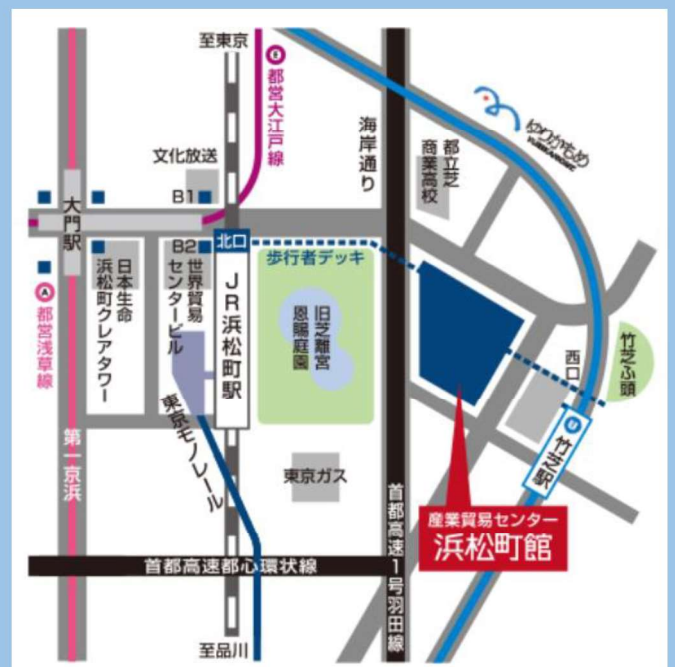 至東京
E
都営大江戸線
文化放送
B1
海岸通り
都立芝
商業高校
ゆりかもめ
YURIKAMOME
大門駅
B2
北口
歩行者デッキ
日本生命
浜松町クレアタワー
世界貿易
センタービル
JR浜松町駅
旧芝離宮
恩賜庭園
A
都営浅草線
竹芝ふ頭
西口
U
竹芝駅
第一京浜
東京モノレール
東京ガス
首都高速1号羽田線
産業貿易センター
浜松町館
首都高速都心環状線
至品川